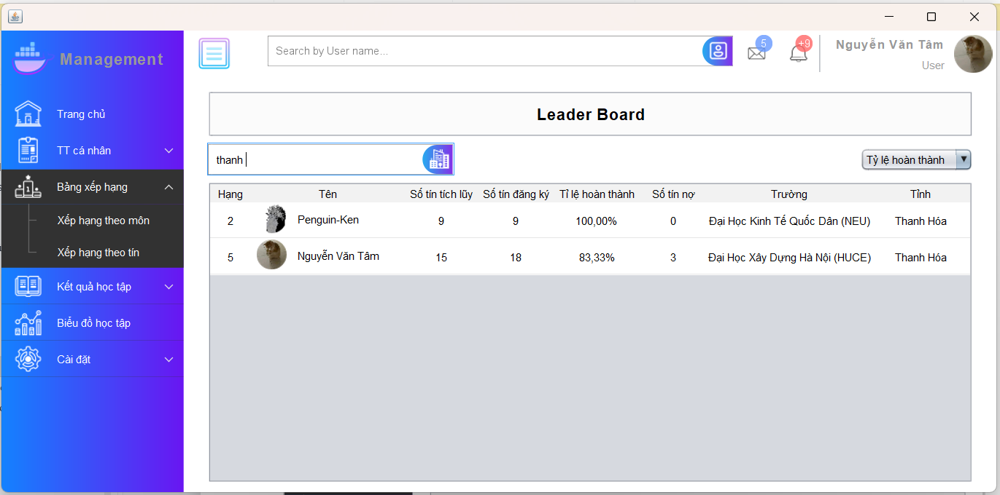 Management
Search by User name...
5
+9
Nguyễn Văn Tâm
User
Trang chủ
TT cá nhân
Bảng xếp hạng
1
Xếp hạng theo môn
Xếp hạng theo tín
Kết quả học tập
Biểu đồ học tập
Cài đặt
Leader Board
thanh
Tỷ lệ hoàn thành
Hạng Tên Số tín tích lũy Số tín đăng ký Tỉ lệ hoàn thành Số tín nợ Trường Tỉnh
2 Penguin-Ken 9 9 100,00% 0 Đại Học Kinh Tế Quốc Dân (NEU) Thanh Hóa
5 Nguyễn Văn Tâm 15 18 83,33% 3 Đại Học Xây Dựng Hà Nội (HUCE) Thanh Hóa